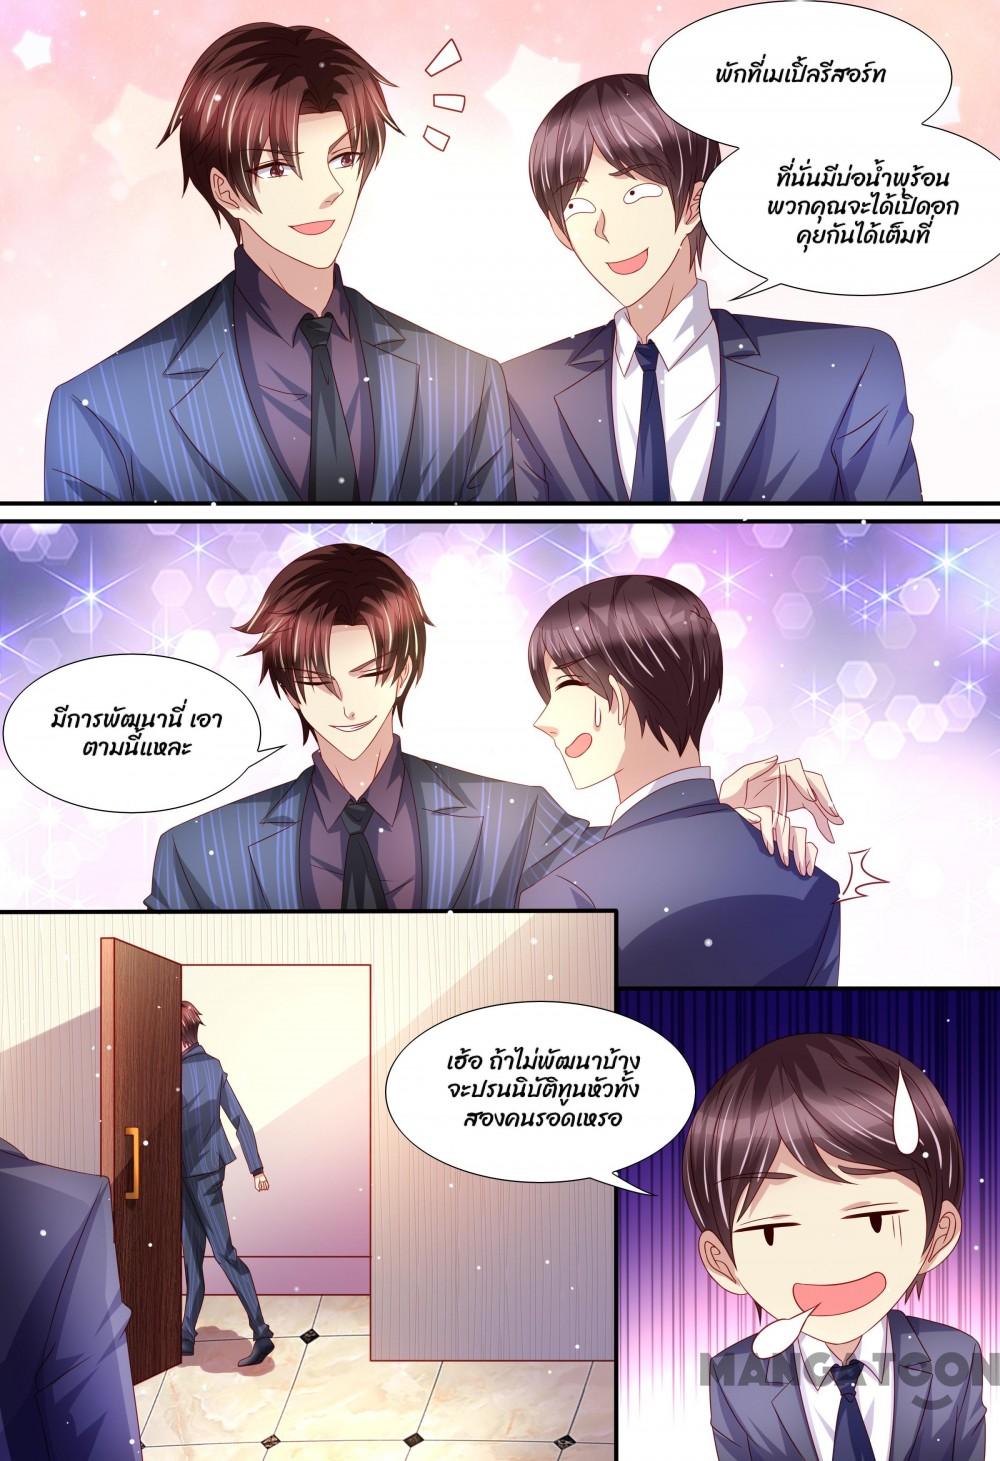 พักที่เมเปิ้ลรีสอร์ท
ที่นั่นมีบ่อน้ำพุร้อน
พวกคุณจะได้เปิดอก
คุยกันได้เต็มที่
มีการพัฒนานี่ เอา
ตามนี้แหละ
เฮ้อ ถ้าไม่พัฒนาบ้าง
จะปรนนิบัติทูนหัวทั้ง
สองคนรอดเหรอ
MANGATOON